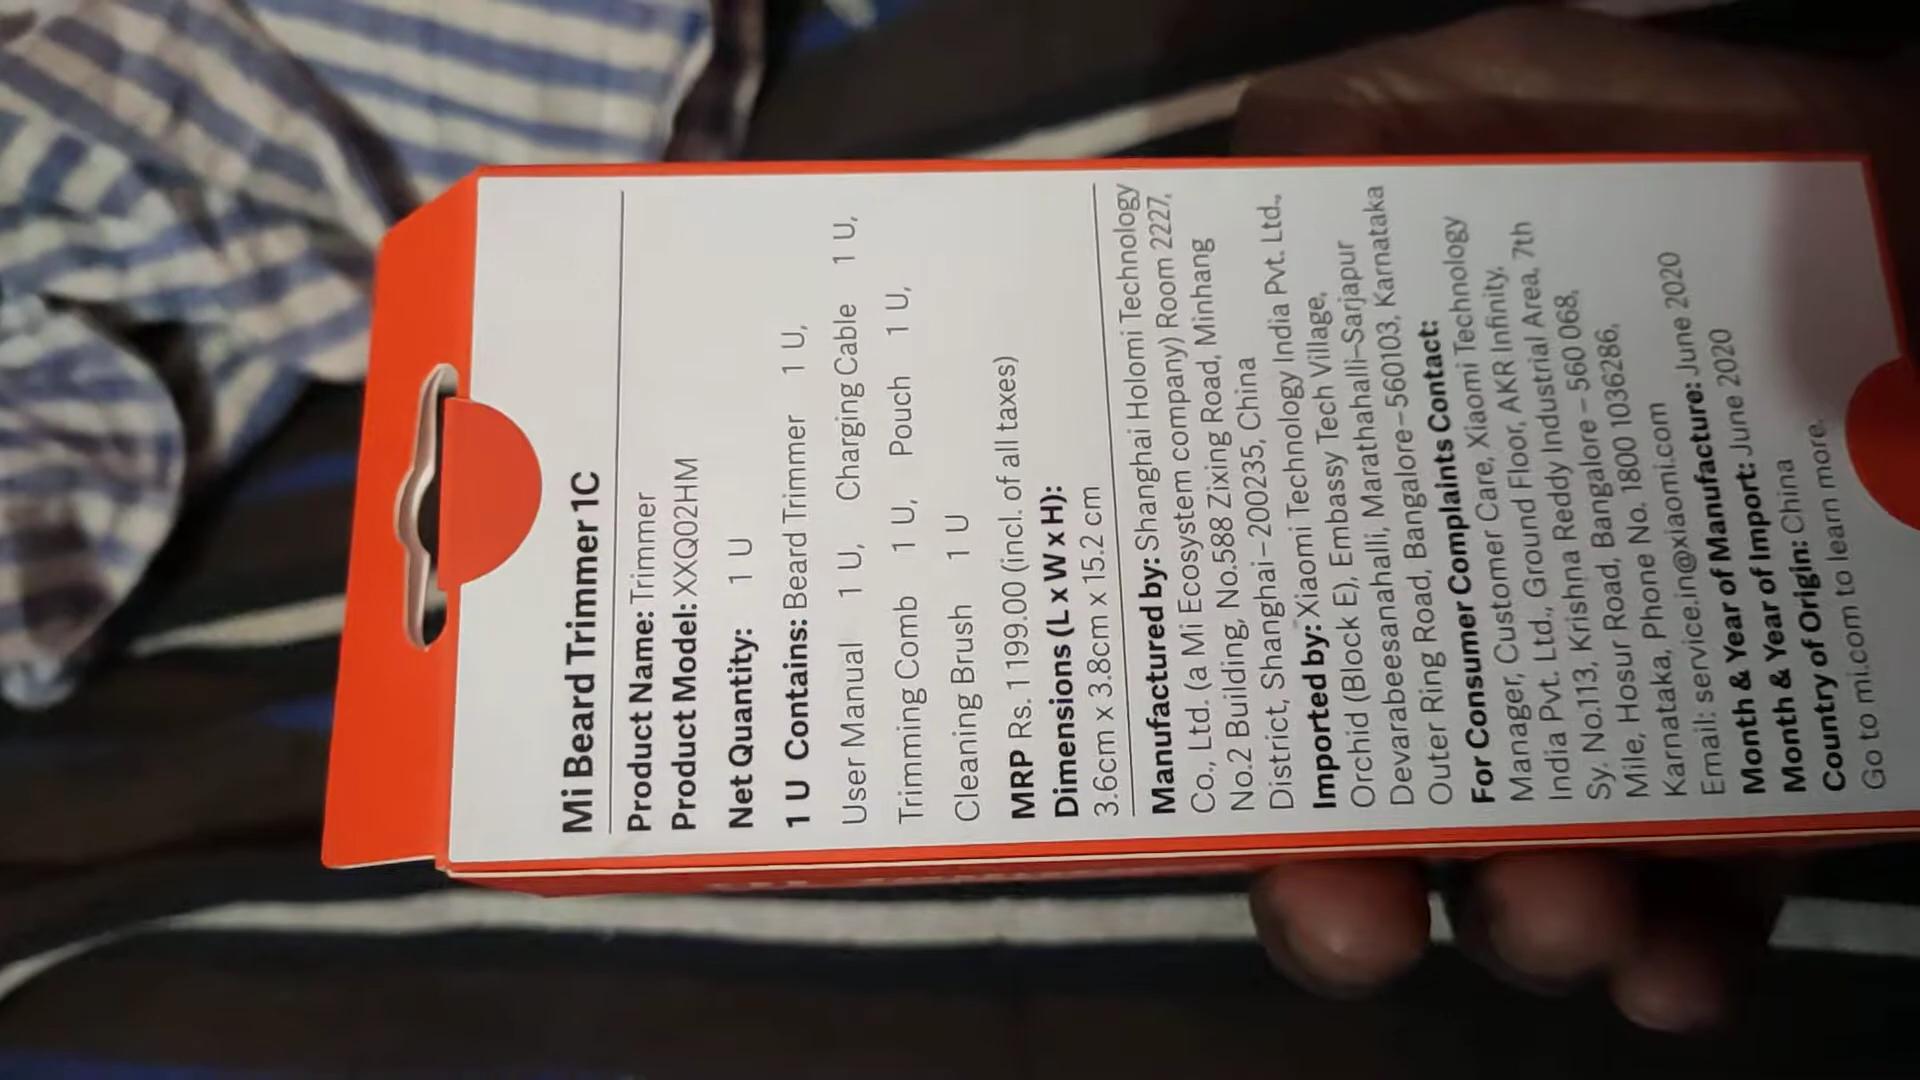 Mi Beard Trimmer 1C
Product Name: Trimmer
Product Model: XXQ02HM
Net Quantity: 1 U
1 U Contains: Beard Trimmer 1 U,
User Manual 1 U, Charging Cable 1 U,
Trimming Comb 1 U, Pouch 1 U,
Cleaning Brush 1 U
MRP Rs. 1199.00 (incl. of all taxes)
Dimensions (L x W x H):
3.6cm x 3.8cm x 15.2 cm
Manufactured by: Shanghai Holomi Technology
Co., Ltd. (a Mi Ecosystem company) Room 2227,
No.2 Building, No.588 Zixing Road, Minhang
District, Shanghai-200235, China
Imported by: Xiaomi Technology India Pvt. Ltd.,
Orchid (Block E), Embassy Tech Village,
Devarabeesanahalli, Marathahalli-Sarjapur
Outer Ring Road, Bangalore-560103, Karnataka
For Consumer Complaints Contact:
Manager, Customer Care, Xiaomi Technology
India Pvt. Ltd., Ground Floor, AKR Infinity,
Sy. No.113, Krishna Reddy Industrial Area, 7th
Mile, Hosur Road, Bangalore - 560 068,
Karnataka, Phone No. 1800 1036286,
Email: service.in@xiaomi.com
Month & Year of Manufacture: June 2020
Month & Year of Import: June 2020
Country of Origin: China
Go to mi.com to learn more.